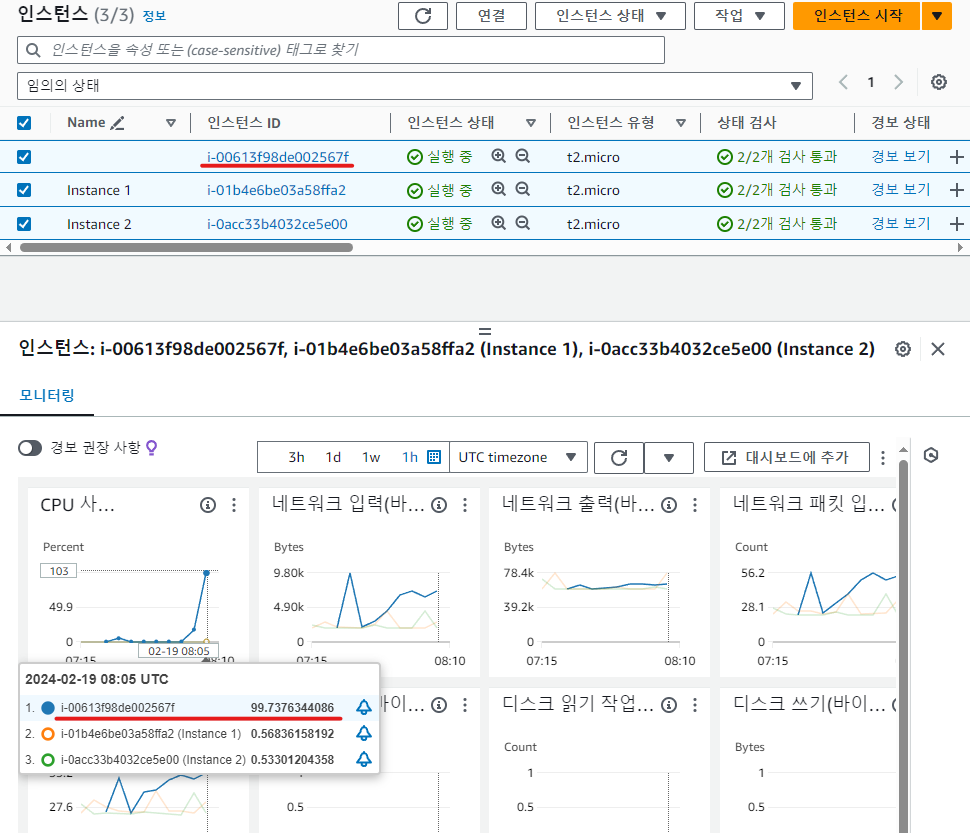 인스턴스 (3/3) 정보 연결 인스턴스 상태 작업 인스턴스 시작
인스턴스을 속성 또는 (case-sensitive) 태그로 찾기
임의의 상태 1
Name 인스턴스 ID 인스턴스 상태 인스턴스 유형 상태 검사 경보 상태
i-00613f98de002567f 실행 중 t2.micro 2/2개 검사 통과 경보 보기
Instance 1 i-01b4e6be03a58ffa2 실행 중 t2.micro 2/2개 검사 통과 경보 보기
Instance 2 i-0acc33b4032ce5e00 실행 중 t2.micro 2/2개 검사 통과 경보 보기
인스턴스: i-00613f98de002567f, i-01b4e6be03a58ffa2 (Instance 1), i-0acc33b4032ce5e00 (Instance 2)
모니터링
경보 권장 사항 3h 1d 1w 1h UTC timezone 대시보드에 추가
CPU 사... 네트워크 입력(바... 네트워크 출력(바... 네트워크 패킷 입...
Percent Bytes Bytes Count
103 9.80k 78.4k 56.2
49.9 4.90k 39.2k 28.1
0 0 0 0
02-19 08:05
07:15 08:10 07:15 08:10 07:15 08:10 07:15
2024-02-19 08:05 UTC
1. i-00613f98de002567f 99.7376344086
2. i-01b4e6be03a58ffa2 (Instance 1) 0.56836158192
3. i-0acc33b4032ce5e00 (Instance 2) 0.53301204358
바이... 디스크 읽기 작업... 디스크 쓰기(바이...
Count Bytes
1 1
27.6 0.5 0.5 0.5